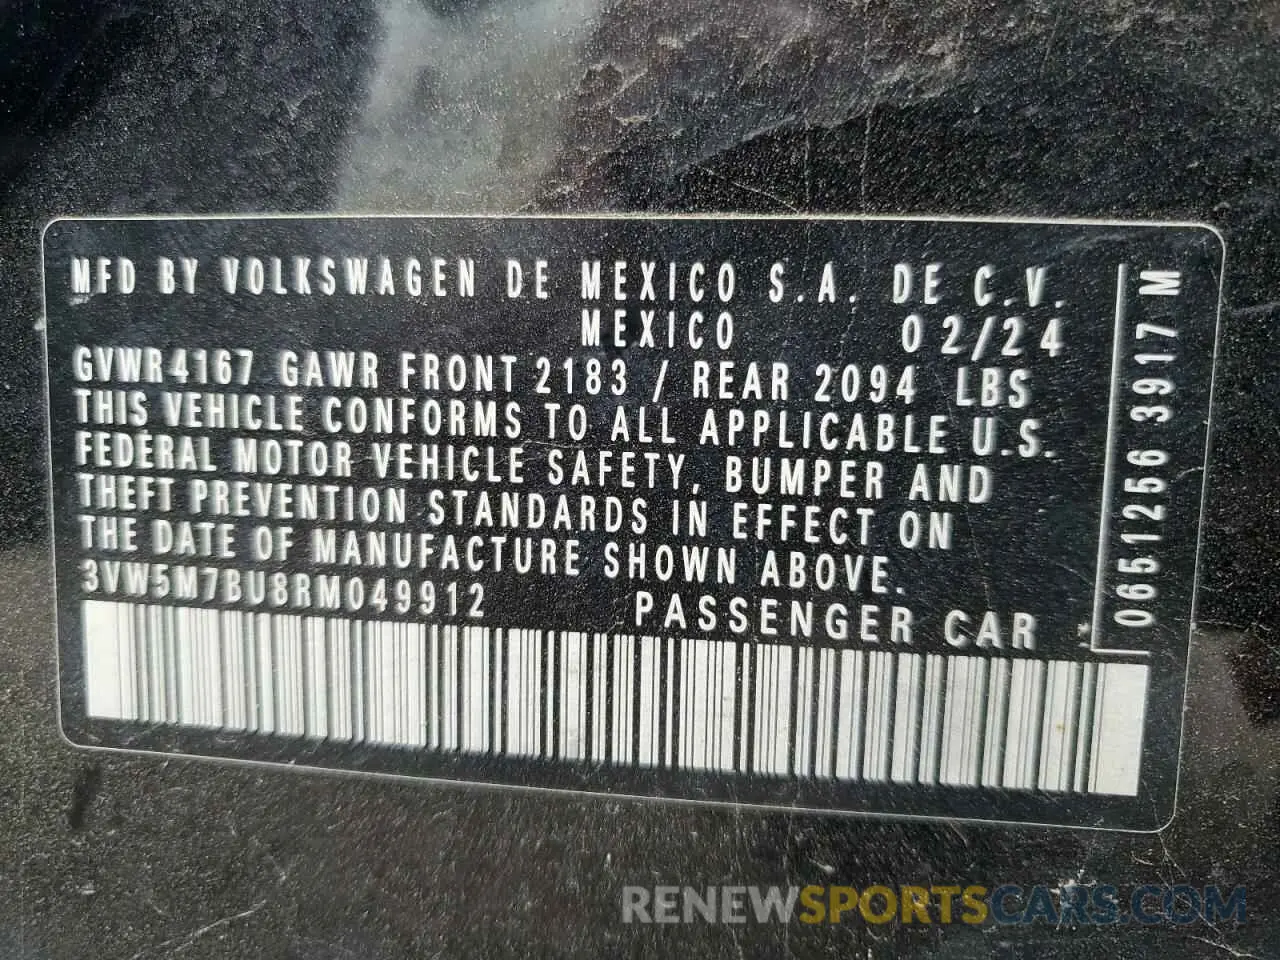 MFD BY VOLKSWAGEN DE MEXICO S.A. DE C.V.
MEXICO 02/24
GVWR 4167 GAWR FRONT 2183 / REAR 2094 LBS
THIS VEHICLE CONFORMS TO ALL APPLICABLE U.S.
FEDERAL MOTOR VEHICLE SAFETY, BUMPER AND
THEFT PREVENTION STANDARDS IN EFFECT ON
THE DATE OF MANUFACTURE SHOWN ABOVE.
3VW5M7BU8RM049912 PASSENGER CAR
0651256 3917 M
RENEWSPORTSCARS.COM